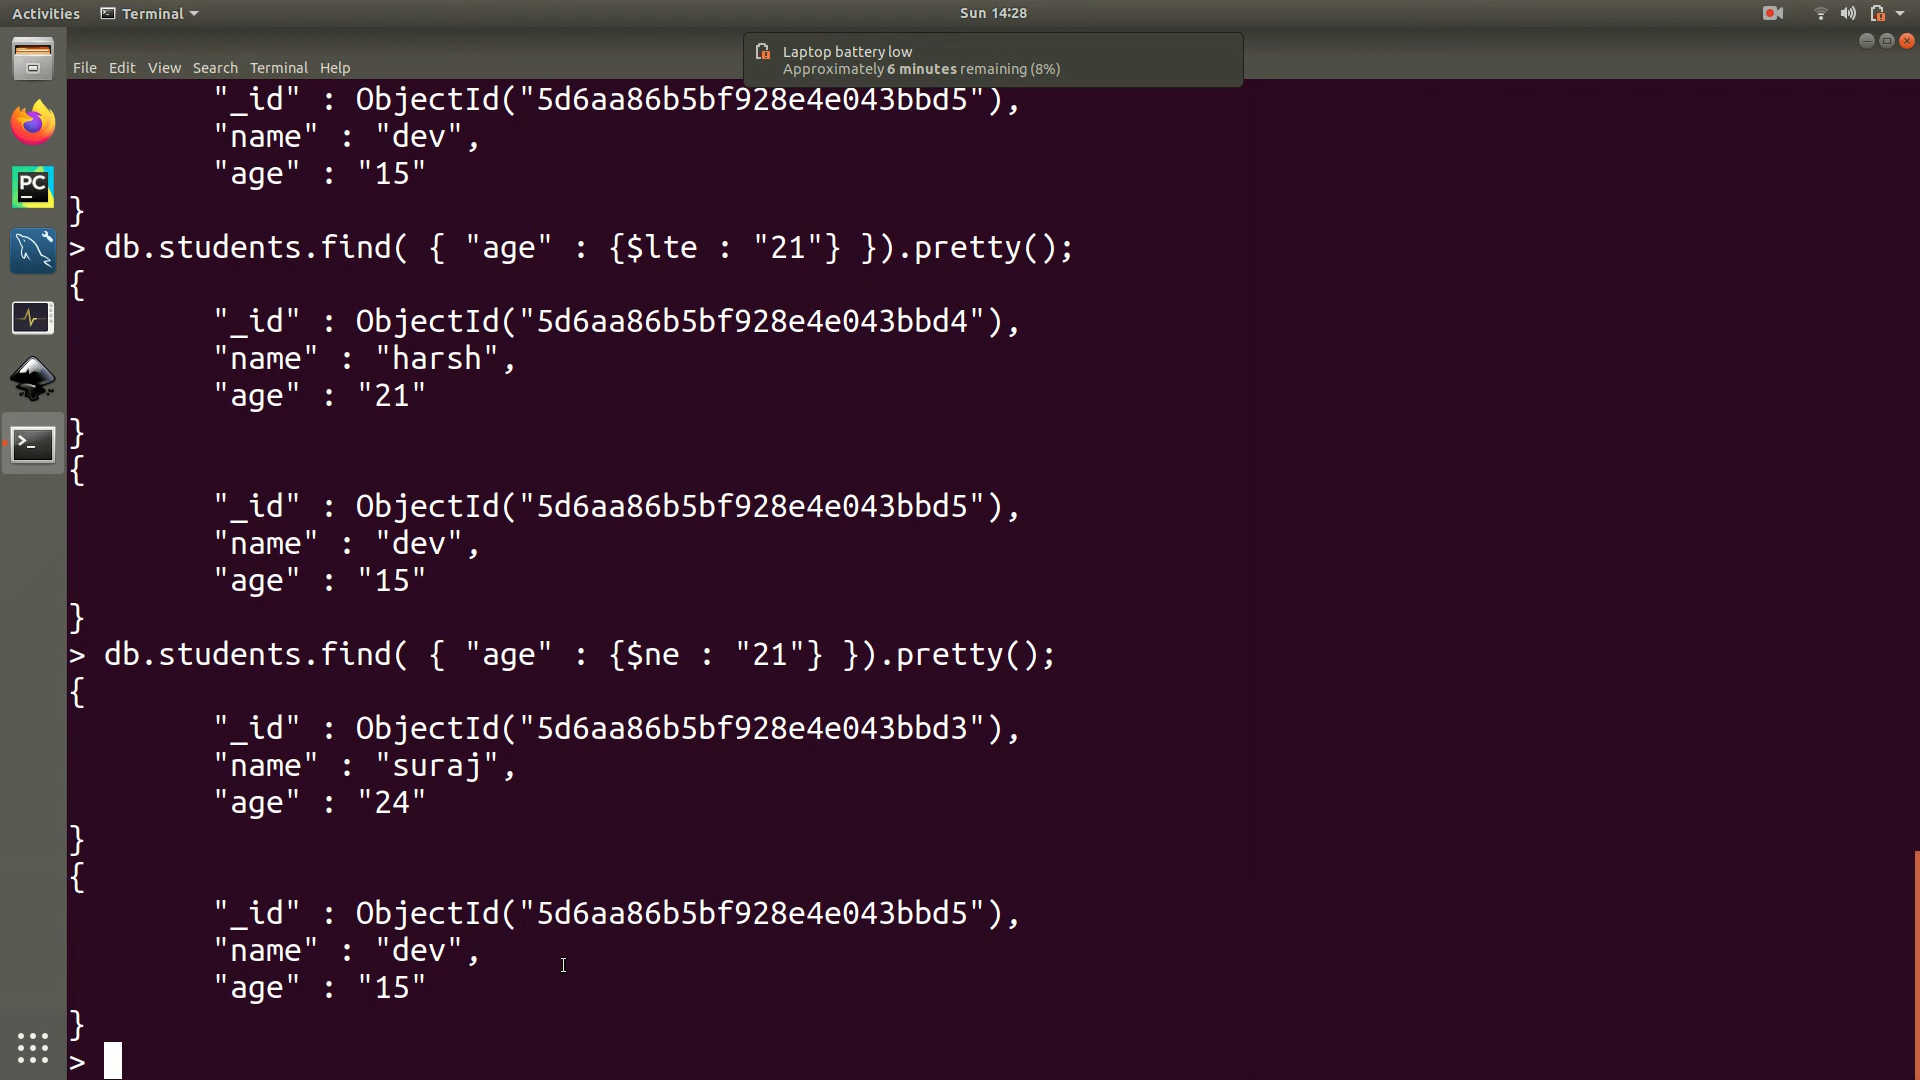 Activities Terminal Sun 14:28
Laptop battery low
Approximately 6 minutes remaining (8%)
File Edit View Search Terminal Help
"_id" : ObjectId("5d6aa86b5bf928e4e043bbd5"),
"name" : "dev",
"age" : "15"
}
> db.students.find( { "age" : {$lte : "21"} }).pretty();
{
"_id" : ObjectId("5d6aa86b5bf928e4e043bbd4"),
"name" : "harsh",
"age" : "21"
}
{
"_id" : ObjectId("5d6aa86b5bf928e4e043bbd5"),
"name" : "dev",
"age" : "15"
}
> db.students.find( { "age" : {$ne : "21"} }).pretty();
{
"_id" : ObjectId("5d6aa86b5bf928e4e043bbd3"),
"name" : "suraj",
"age" : "24"
}
{
"_id" : ObjectId("5d6aa86b5bf928e4e043bbd5"),
"name" : "dev",
"age" : "15"
}
>
PC